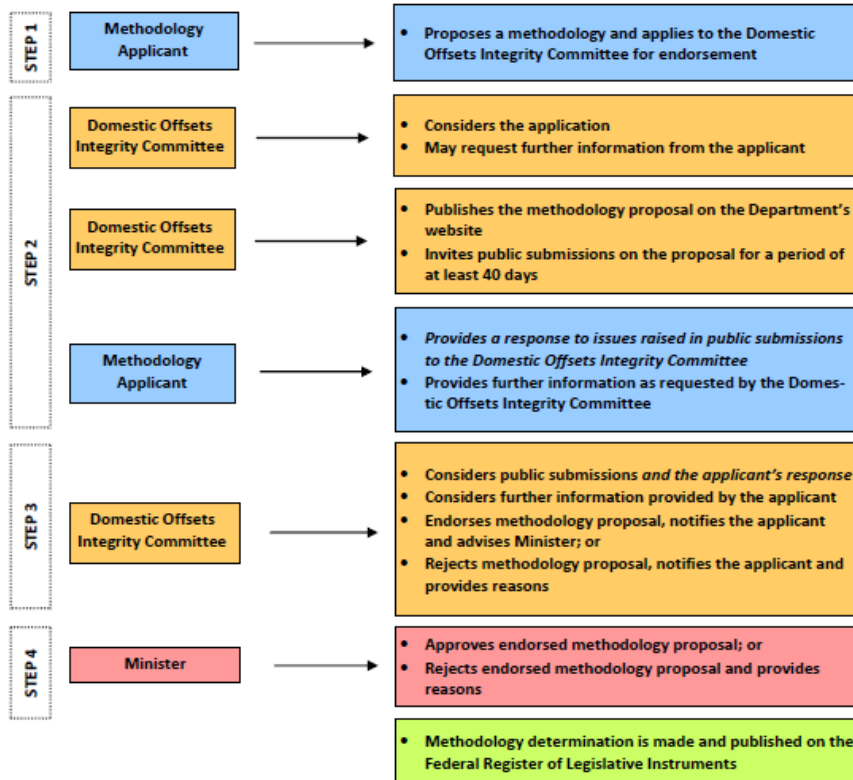 STEP 1
Methodology
Applicant
• Proposes a methodology and applies to the Domestic
Offsets Integrity Committee for endorsement
STEP 2
Domestic Offsets
Integrity Committee
• Considers the application
• May request further information from the applicant
Domestic Offsets
Integrity Committee
• Publishes the methodology proposal on the Department's
website
• Invites public submissions on the proposal for a period of
at least 40 days
Methodology
Applicant
• Provides a response to issues raised in public submissions
to the Domestic Offsets Integrity Committee
• Provides further information as requested by the Domes-
tic Offsets Integrity Committee
STEP 3
Domestic Offsets
Integrity Committee
• Considers public submissions and the applicant's response
• Considers further information provided by the applicant
• Endorses methodology proposal, notifies the applicant
and advises Minister; or
• Rejects methodology proposal, notifies the applicant and
provides reasons
STEP 4
Minister
• Approves endorsed methodology proposal; or
• Rejects endorsed methodology proposal and provides
reasons
• Methodology determination is made and published on the
Federal Register of Legislative Instruments